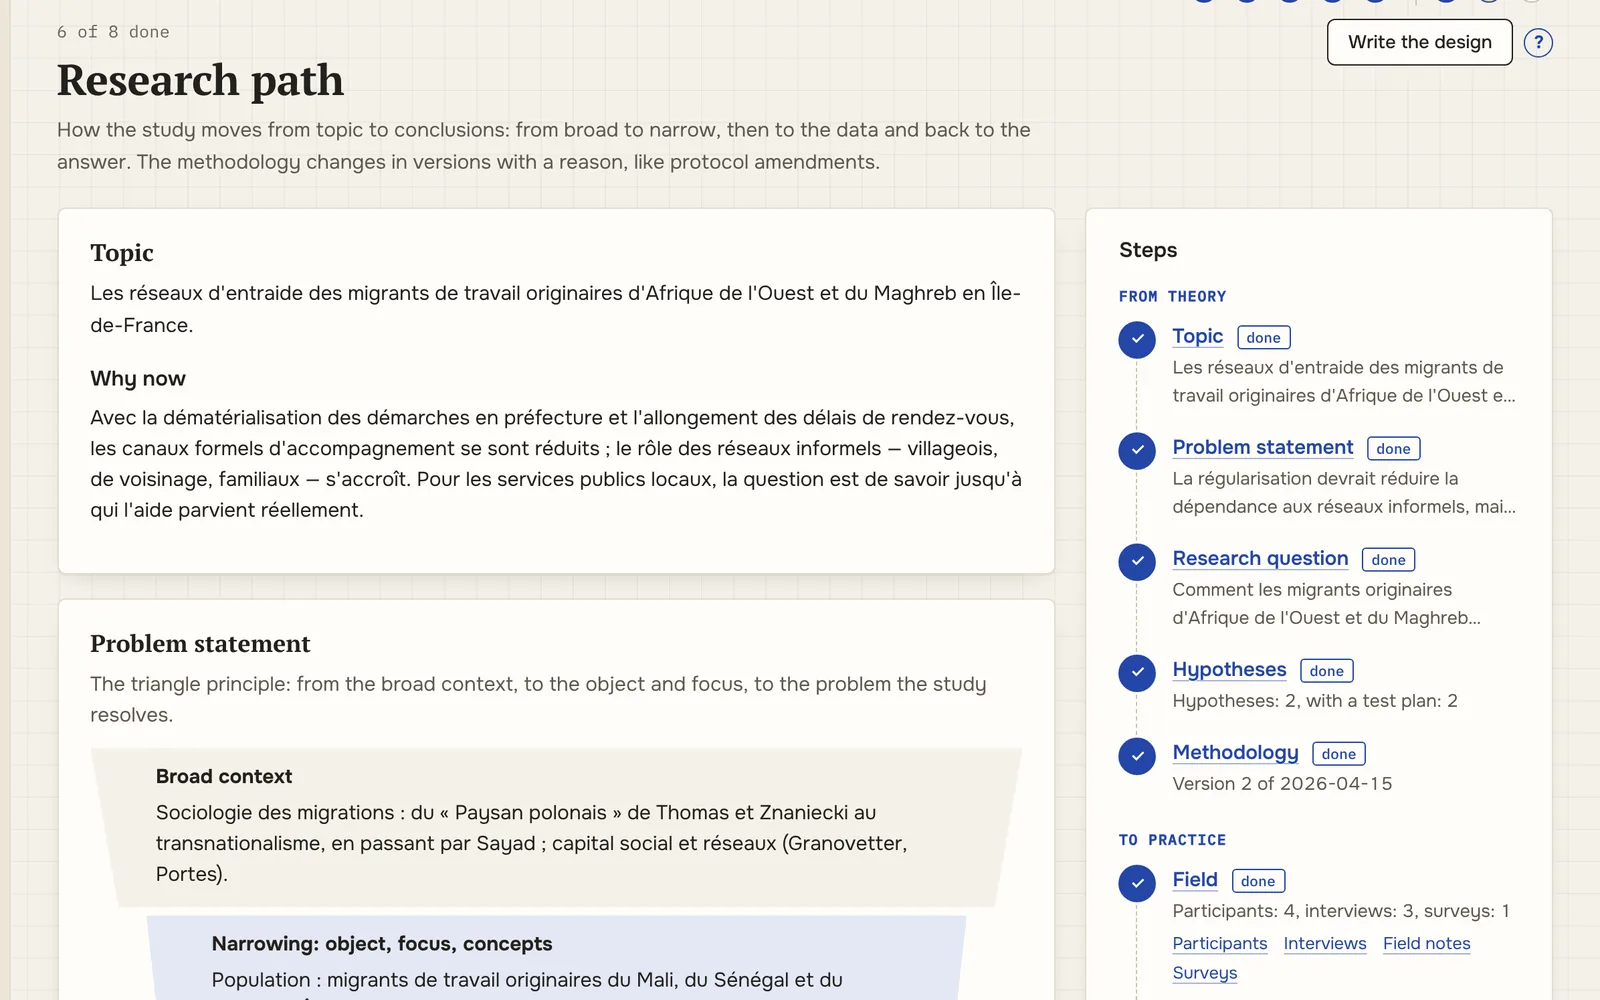 6 of 8 done
Write the design
?
Research path
How the study moves from topic to conclusions: from broad to narrow, then to the data and back to the
answer. The methodology changes in versions with a reason, like protocol amendments.
Topic
Les réseaux d'entraide des migrants de travail originaires d'Afrique de l'Ouest et du Maghreb en Île-
de-France.
Why now
Avec la dématérialisation des démarches en préfecture et l'allongement des délais de rendez-vous,
les canaux formels d'accompagnement se sont réduits ; le rôle des réseaux informels — villageois,
de voisinage, familiaux — s'accroît. Pour les services publics locaux, la question est de savoir jusqu'à
qui l'aide parvient réellement.
Problem statement
The triangle principle: from the broad context, to the object and focus, to the problem the study
resolves.
Broad context
Sociologie des migrations : du « Paysan polonais » de Thomas et Znaniecki au
transnationalisme, en passant par Sayad ; capital social et réseaux (Granovetter,
Portes).
Narrowing: object, focus, concepts
Population : migrants de travail originaires du Mali, du Sénégal et du
Steps
FROM THEORY
Topic done
Les réseaux d'entraide des migrants de
travail originaires d'Afrique de l'Ouest e...
Problem statement done
La régularisation devrait réduire la
dépendance aux réseaux informels, mai...
Research question done
Comment les migrants originaires
d'Afrique de l'Ouest et du Maghreb...
Hypotheses done
Hypotheses: 2, with a test plan: 2
Methodology done
Version 2 of 2026-04-15
TO PRACTICE
Field done
Participants: 4, interviews: 3, surveys: 1
Participants Interviews Field notes
Surveys